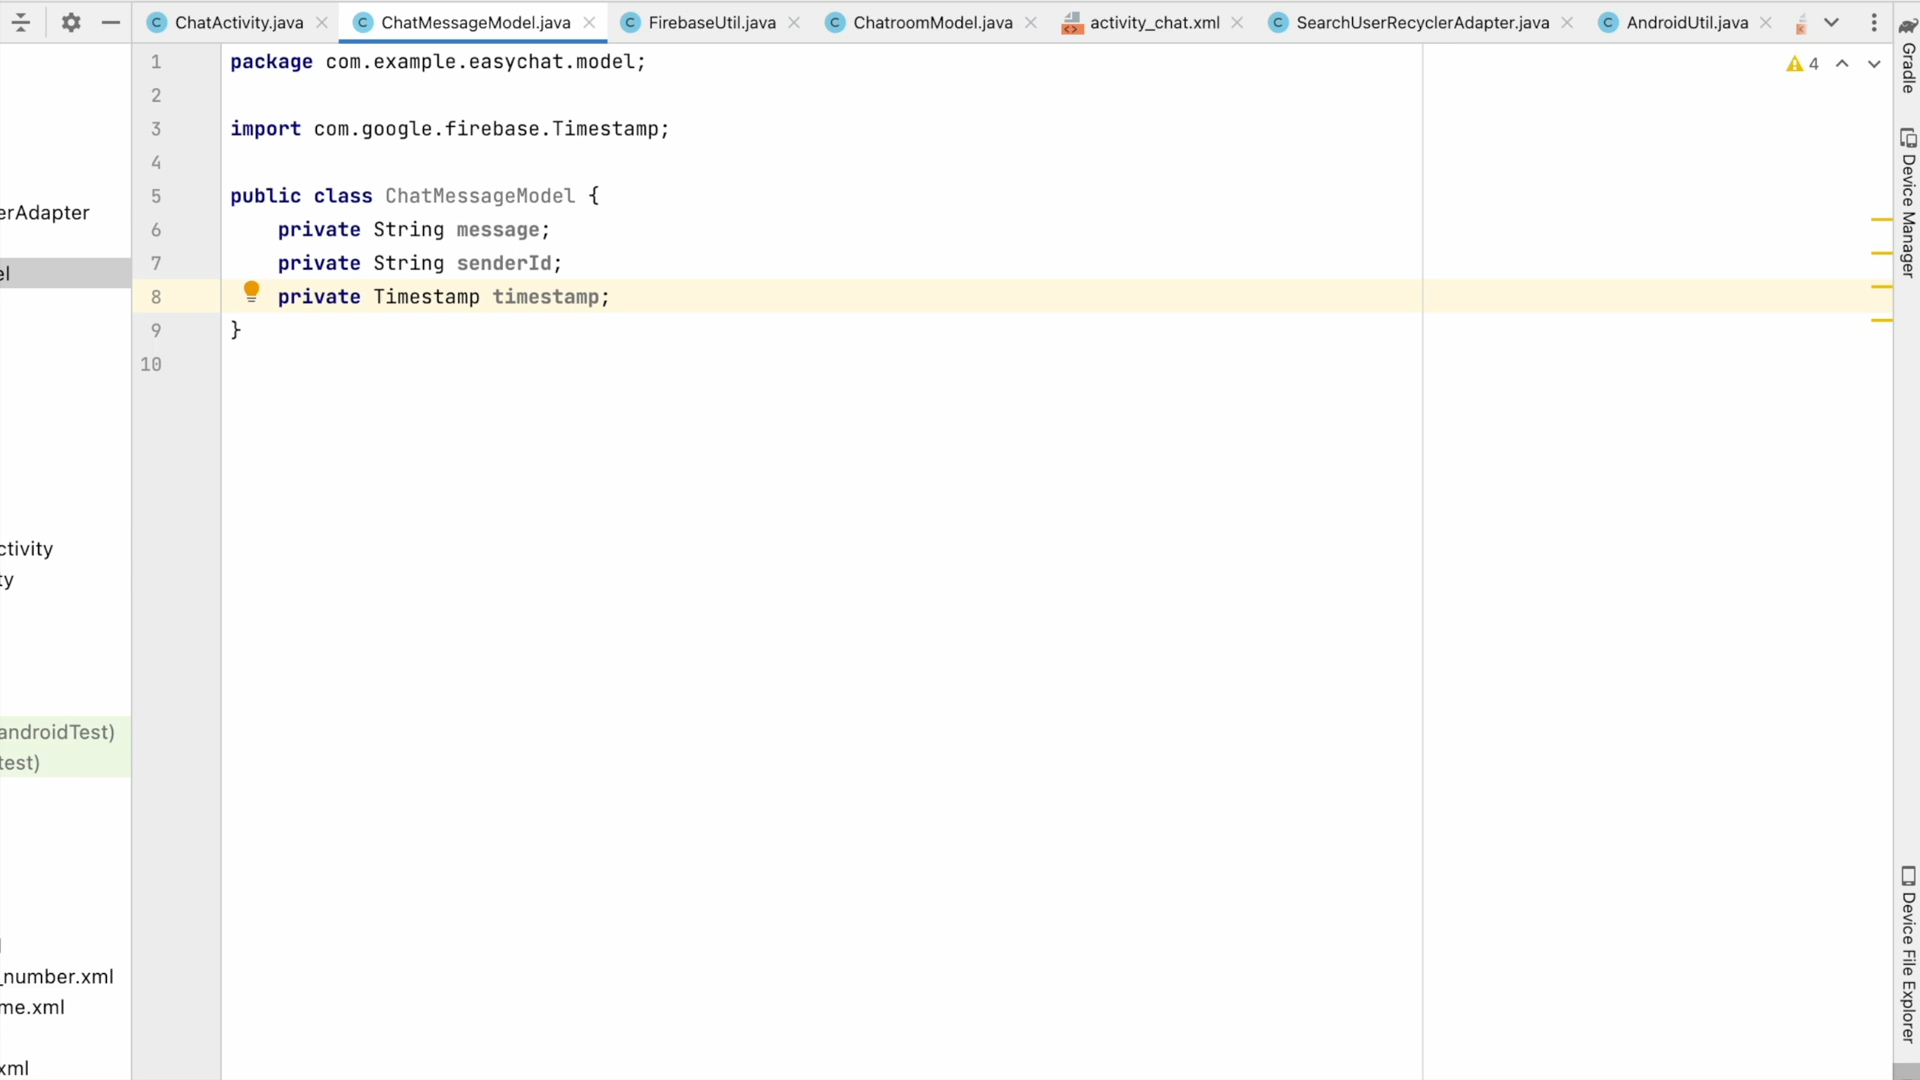 ChatActivity.java
ChatMessageModel.java
FirebaseUtil.java
ChatroomModel.java
activity_chat.xml
SearchUserRecyclerAdapter.java
AndroidUtil.java
1 package com.example.easychat.model;
2
3 import com.google.firebase.Timestamp;
4
5 public class ChatMessageModel {
6 private String message;
7 private String senderId;
8 private Timestamp timestamp;
9 }
10
4
erAdapter
el
ctivity
ty
androidTest)
test)
_number.xml
me.xml
xml
Gradle
Device Manager
Device File Explorer